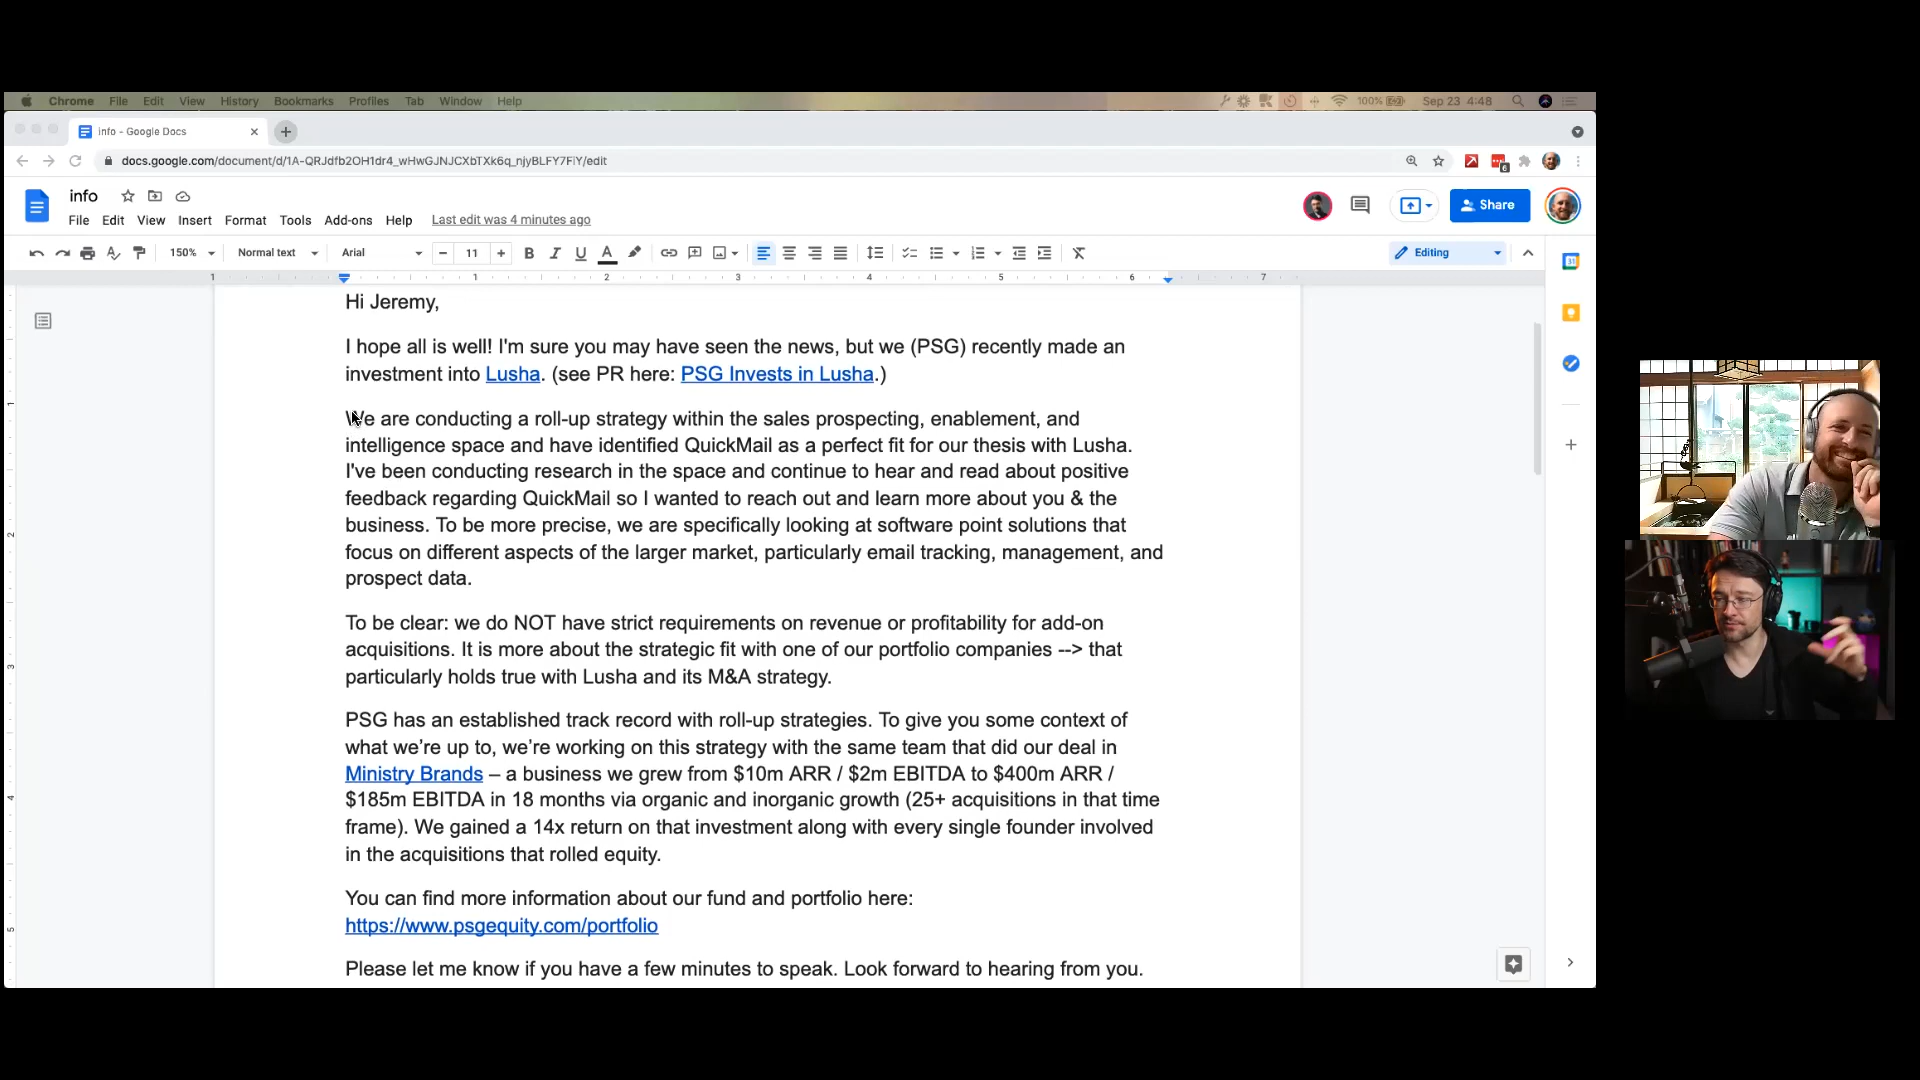 Chrome File Edit View History Bookmarks Profiles Tab Window Help 100% Sep 23 4:48
info - Google Docs
docs.google.com/document/d/1A-QRJdfb2OH1dr4_wHwGJNJCXbTXk6q_njyBLFY7FiY/edit
info
File Edit View Insert Format Tools Add-ons Help Last edit was 4 minutes ago
Share
150% Normal text Arial 11 Editing
1 1 2 3 4 5 6 7
Hi Jeremy,
I hope all is well! I'm sure you may have seen the news, but we (PSG) recently made an
investment into Lusha. (see PR here: PSG Invests in Lusha.)
We are conducting a roll-up strategy within the sales prospecting, enablement, and
intelligence space and have identified QuickMail as a perfect fit for our thesis with Lusha.
I've been conducting research in the space and continue to hear and read about positive
feedback regarding QuickMail so I wanted to reach out and learn more about you & the
business. To be more precise, we are specifically looking at software point solutions that
focus on different aspects of the larger market, particularly email tracking, management, and
prospect data.
To be clear: we do NOT have strict requirements on revenue or profitability for add-on
acquisitions. It is more about the strategic fit with one of our portfolio companies --> that
particularly holds true with Lusha and its M&A strategy.
PSG has an established track record with roll-up strategies. To give you some context of
what we’re up to, we’re working on this strategy with the same team that did our deal in
Ministry Brands – a business we grew from $10m ARR / $2m EBITDA to $400m ARR /
$185m EBITDA in 18 months via organic and inorganic growth (25+ acquisitions in that time
frame). We gained a 14x return on that investment along with every single founder involved
in the acquisitions that rolled equity.
You can find more information about our fund and portfolio here:
https://www.psgequity.com/portfolio
Please let me know if you have a few minutes to speak. Look forward to hearing from you.